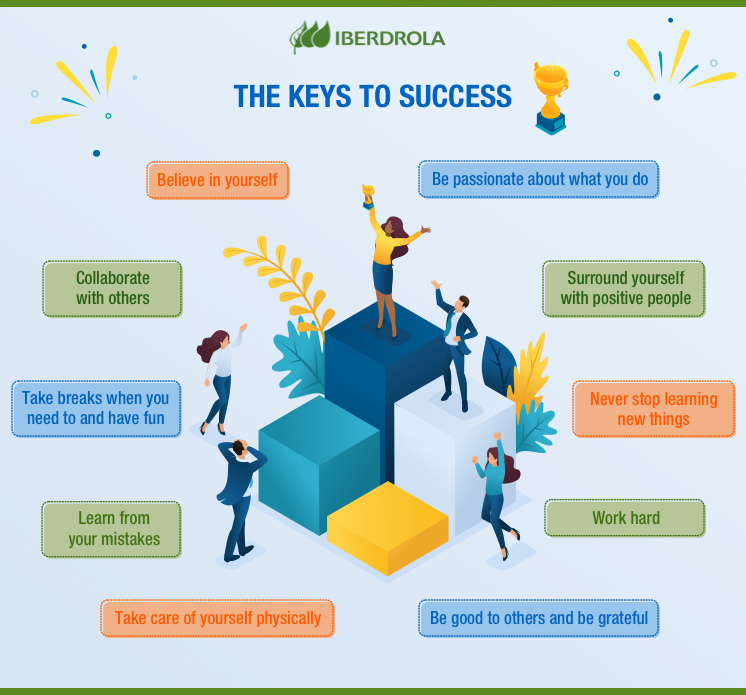 IBERDROLA
THE KEYS TO SUCCESS
Believe in yourself
Be passionate about what you do
Collaborate
with others
Surround yourself
with positive people
Take breaks when you
need to and have fun
Never stop learning
new things
Learn from
your mistakes
Work hard
Take care of yourself physically
Be good to others and be grateful